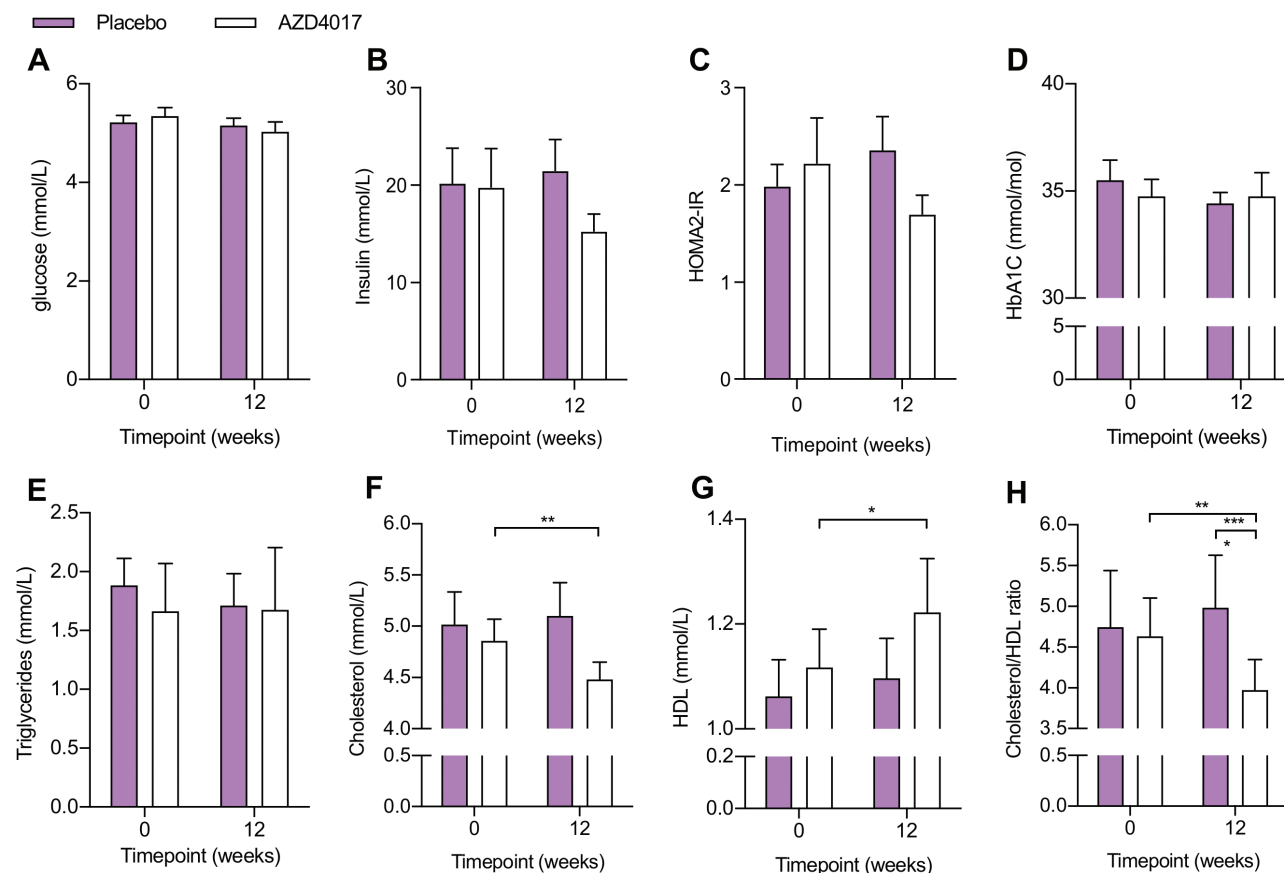 Placebo AZD4017
A
glucose (mmol/L)
6
4
2
0
0 12
Timepoint (weeks)
B
Insulin (mmol/L)
30
20
10
0
0 12
Timepoint (weeks)
C
HOMA2-IR
3
2
1
0
0 12
Timepoint (weeks)
D
HbA1C (mmol/mol)
40
35
30
5
0
0 12
Timepoint (weeks)
E
Triglycerides (mmol/L)
2.5
2.0
1.5
1.0
0.5
0.0
0 12
Timepoint (weeks)
F
Cholesterol (mmol/L)
**
6.0
5.5
5.0
4.5
4.0
0.5
0.0
0 12
Timepoint (weeks)
G
HDL (mmol/L)
*
1.4
1.2
1.0
0.2
0.0
0 12
Timepoint (weeks)
H
Cholesterol/HDL ratio
**
***
*
6.0
5.5
5.0
4.5
4.0
3.5
0.5
0.0
0 12
Timepoint (weeks)